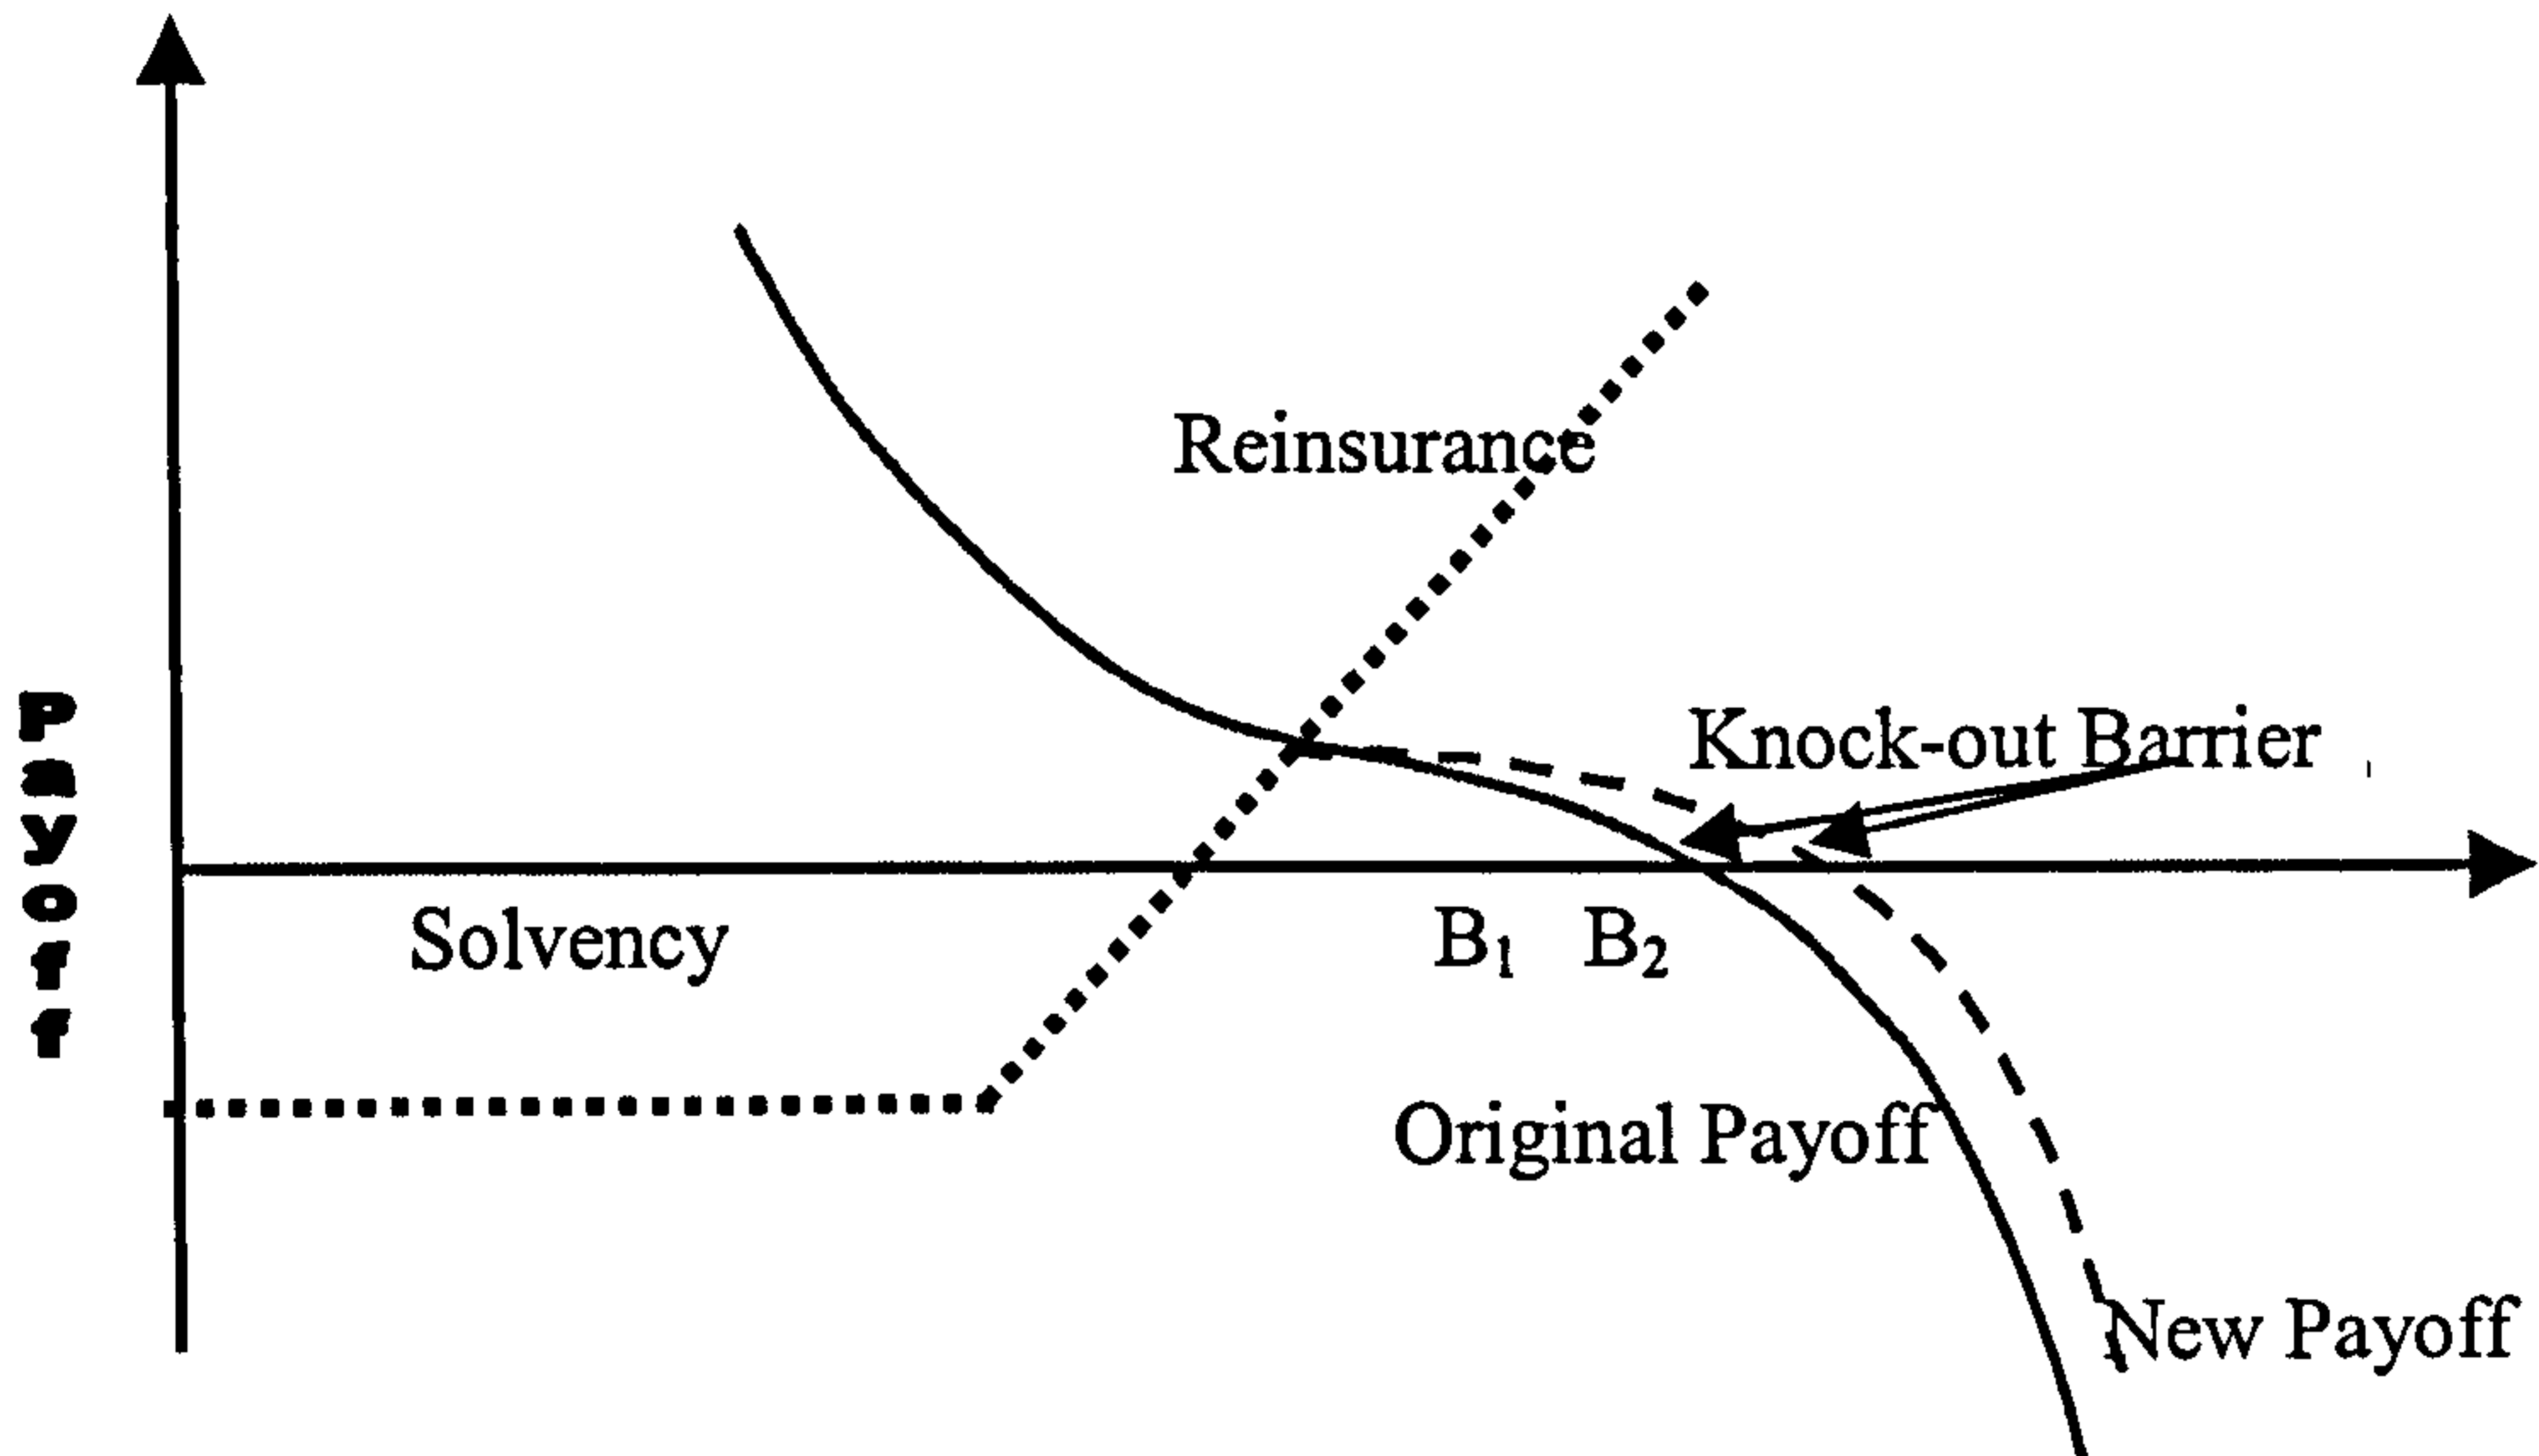 Reinsurance
Knock-out Barrier
Payoff
Solvency
B₁ B₂
Original Payoff
New Payoff